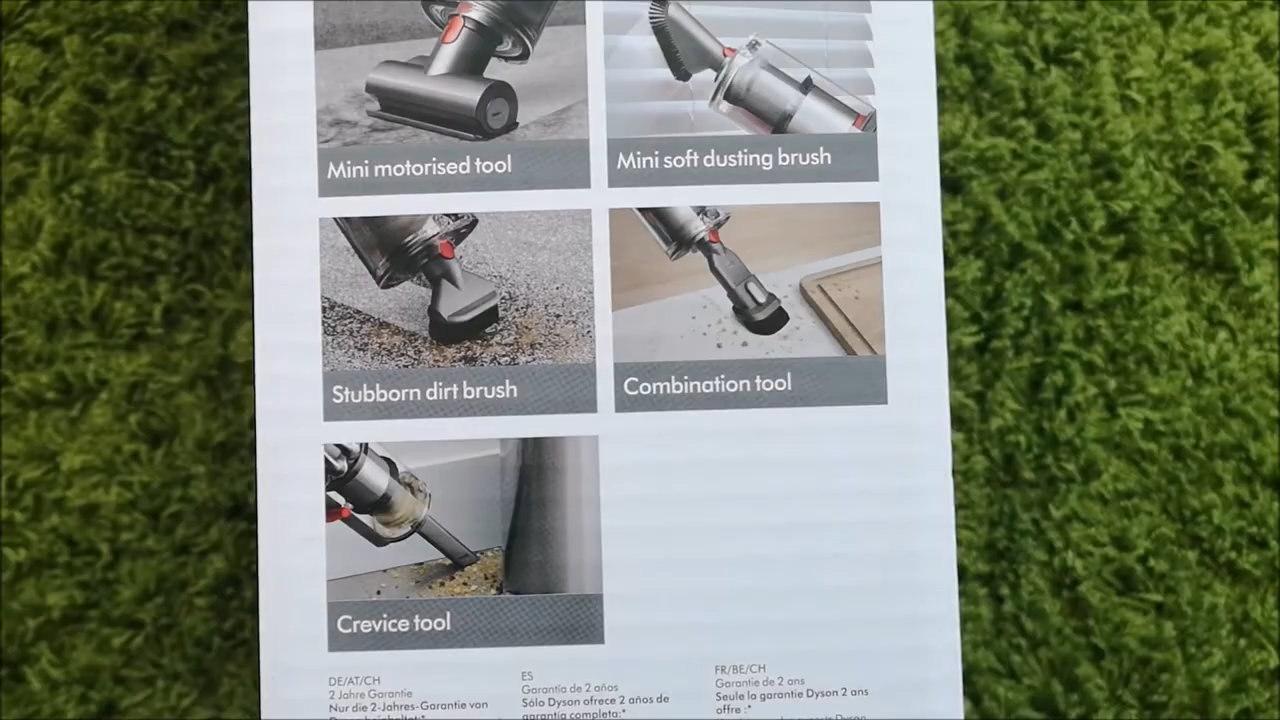 Mini motorised tool
Mini soft dusting brush
Stubborn dirt brush
Combination tool
Crevice tool
DE/AT/CH
2 Jahre Garantie
Nur die 2-Jahres-Garantie von
ES
Garantía de 2 años
Sólo Dyson ofrece 2 años de
garantía completa:*
FR/BE/CH
Garantie de 2 ans
Seule la garantie Dyson 2 ans
offre :*